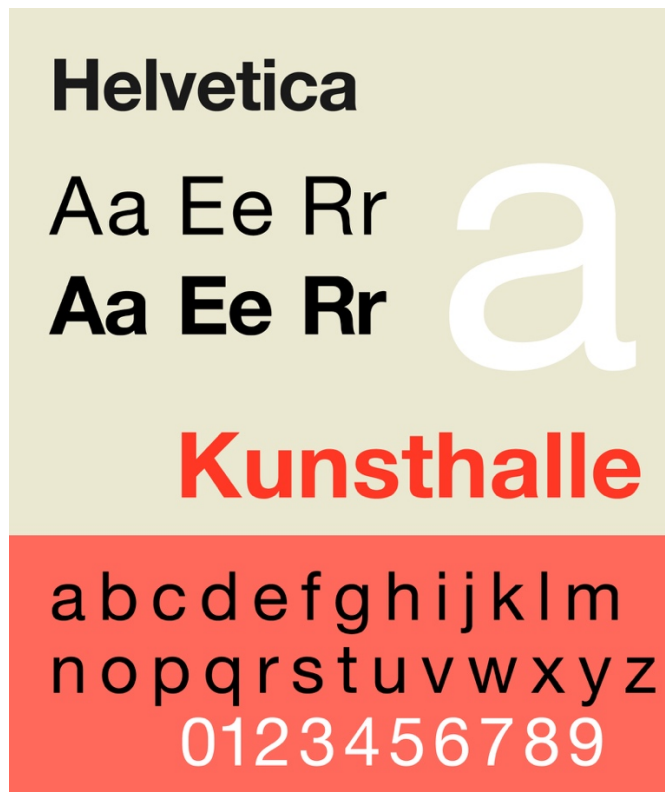 Helvetica
Aa Ee Rr
Aa Ee Rr
a
Kunsthalle
abcdefghijklm
nopqrstuvwxyz
0123456789